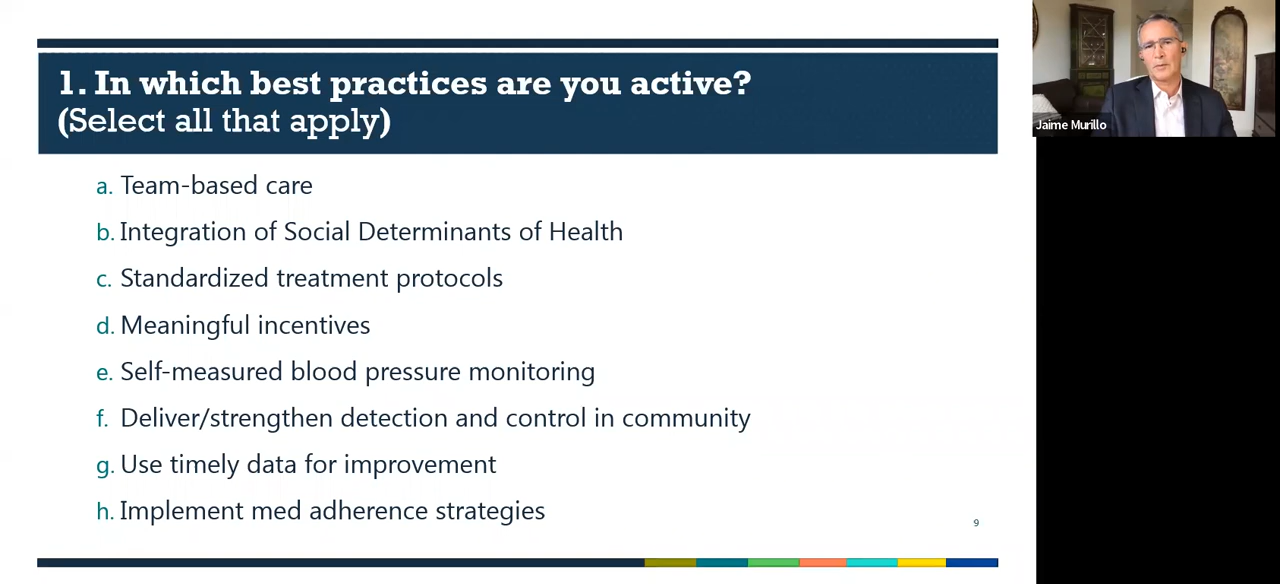 1. In which best practices are you active?
(Select all that apply)
a. Team-based care
b. Integration of Social Determinants of Health
c. Standardized treatment protocols
d. Meaningful incentives
e. Self-measured blood pressure monitoring
f. Deliver/strengthen detection and control in community
g. Use timely data for improvement
h. Implement med adherence strategies
9
Jaime Murillo